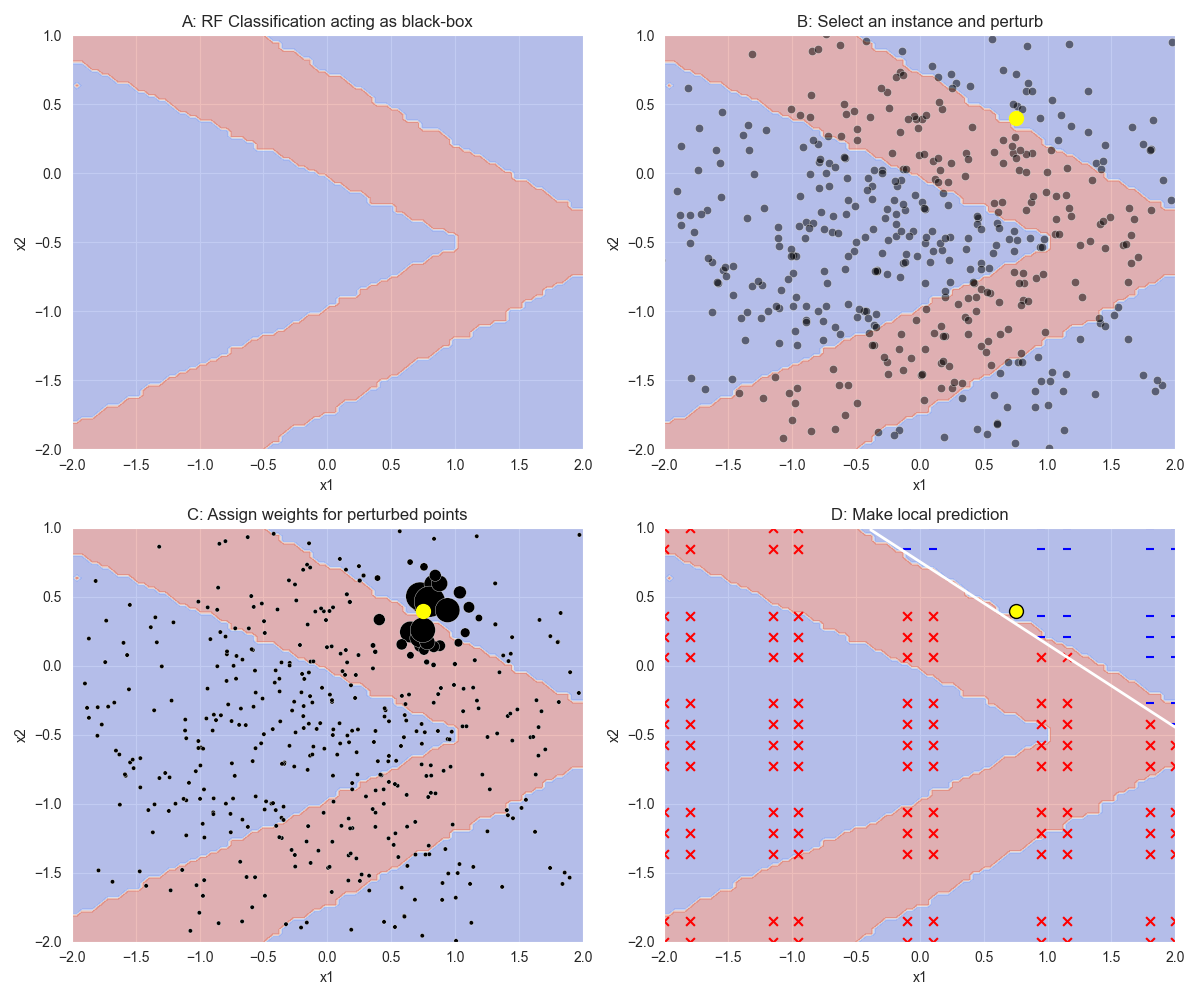 A: RF Classification acting as black-box
1.0
0.5
0.0
−0.5
−1.0
−1.5
−2.0
x2
−2.0 −1.5 −1.0 −0.5 0.0 0.5 1.0 1.5 2.0
x1
B: Select an instance and perturb
1.0
0.5
0.0
−0.5
−1.0
−1.5
−2.0
x2
−2.0 −1.5 −1.0 −0.5 0.0 0.5 1.0 1.5 2.0
x1
C: Assign weights for perturbed points
1.0
0.5
0.0
−0.5
−1.0
−1.5
−2.0
x2
−2.0 −1.5 −1.0 −0.5 0.0 0.5 1.0 1.5 2.0
x1
D: Make local prediction
1.0
0.5
0.0
−0.5
−1.0
−1.5
−2.0
x2
−2.0 −1.5 −1.0 −0.5 0.0 0.5 1.0 1.5 2.0
x1